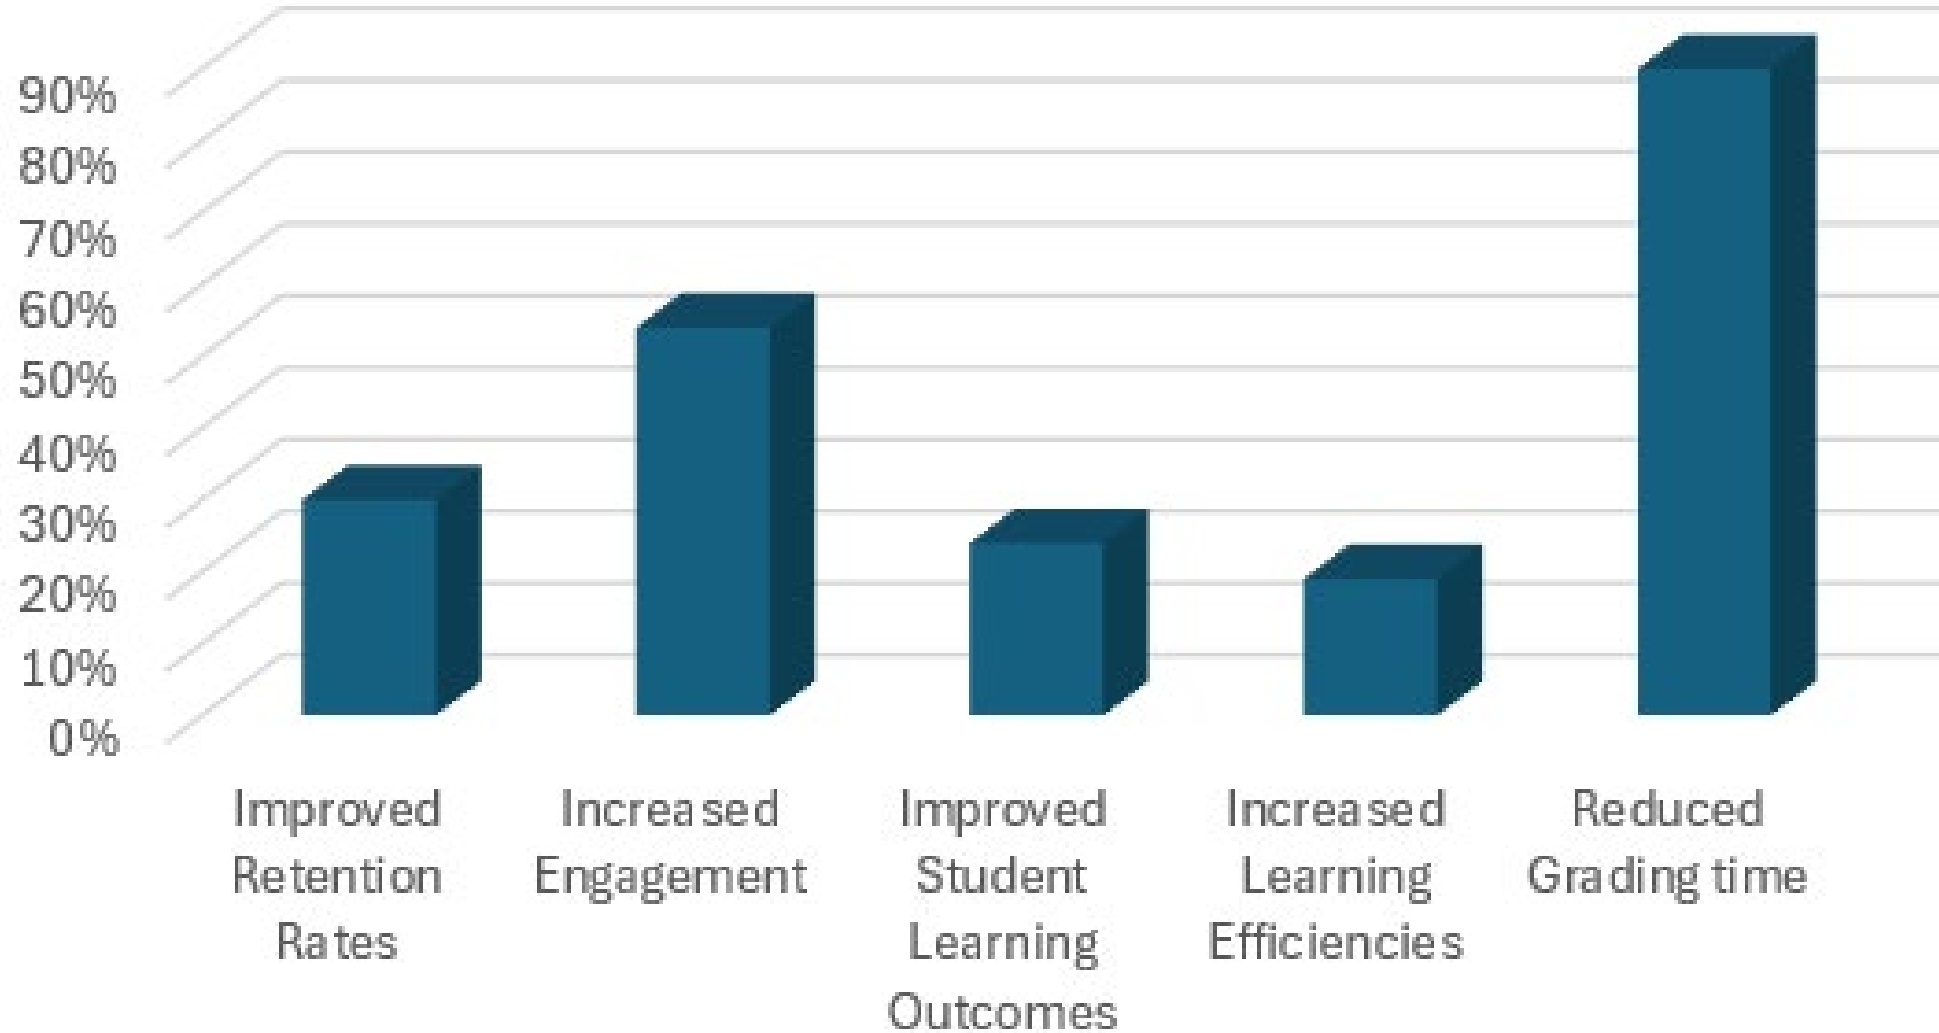 90%
80%
70%
60%
50%
40%
30%
20%
10%
0%
Improved
Retention
Rates
Increased
Engagement
Improved
Student
Learning
Outcomes
Increased
Learning
Efficiencies
Reduced
Grading time